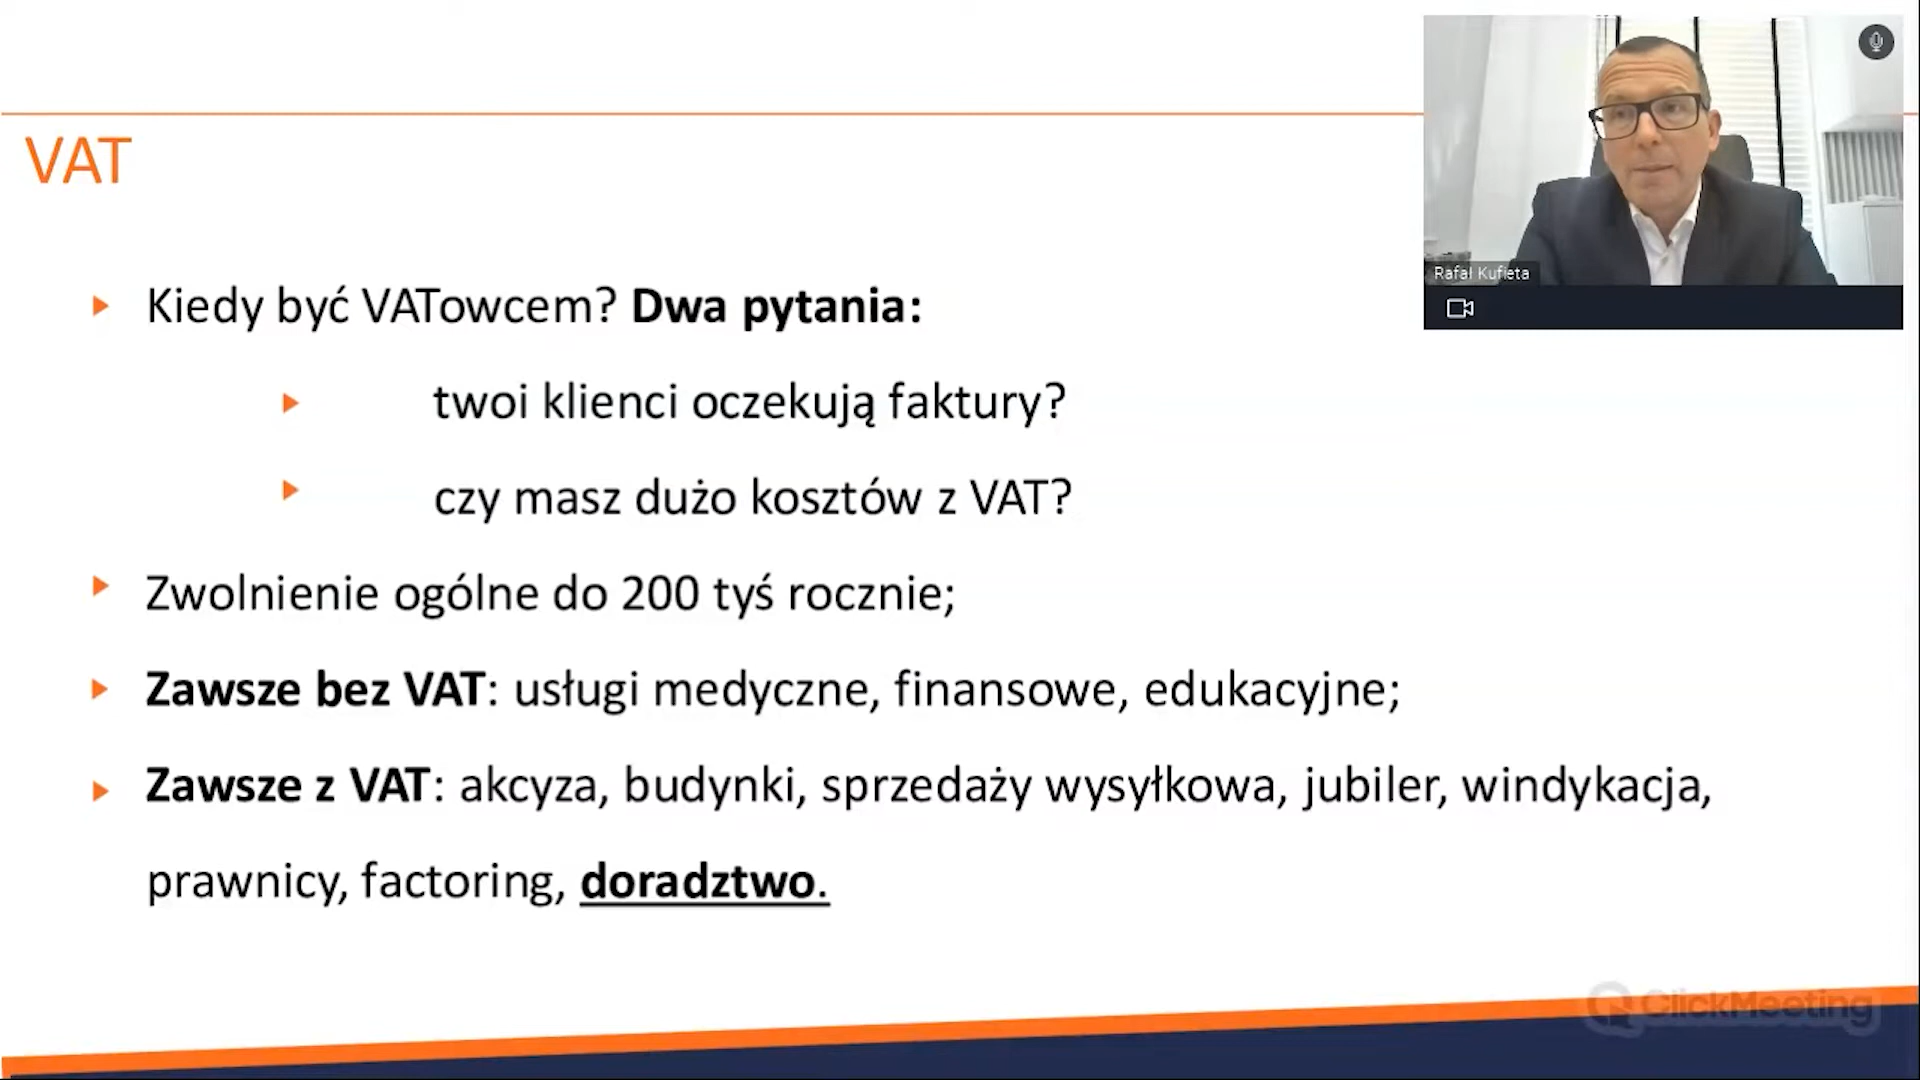 VAT
Rafał Kufieta
Kiedy być VATowcem? Dwa pytania:
twoi klienci oczekują faktury?
czy masz dużo kosztów z VAT?
Zwolnienie ogólne do 200 tyś rocznie;
Zawsze bez VAT: usługi medyczne, finansowe, edukacyjne;
Zawsze z VAT: akcyza, budynki, sprzedaży wysyłkowa, jubiler, windykacja,
prawnicy, factoring, doradztwo.
ClickMeeting